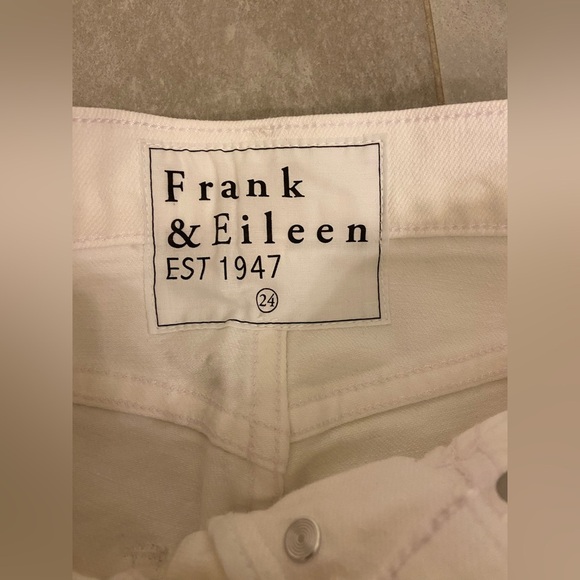 Frank
& Eileen
EST 1947
24